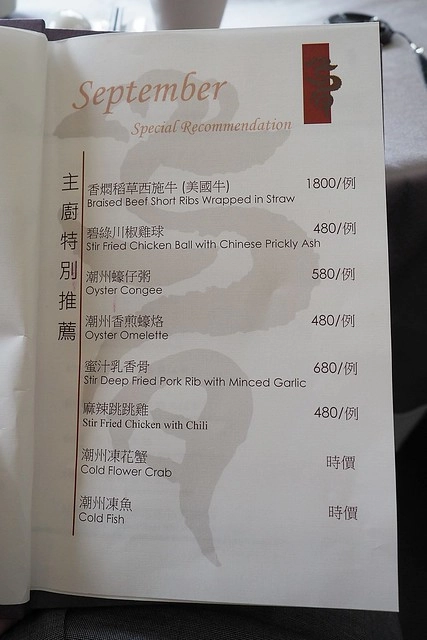 September
Special Recommendation
主廚特別推薦
香燜稻草西施牛 (美國牛) 1800/例
Braised Beef Short Ribs Wrapped in Straw
碧綠川椒雞球 480/例
Stir Fried Chicken Ball with Chinese Prickly Ash
潮州蠔仔粥 580/例
Oyster Congee
潮州香煎蠔烙 480/例
Oyster Omelette
蜜汁乳香骨 680/例
Stir Deep Fried Pork Rib with Minced Garlic
麻辣跳跳雞 480/例
Stir Fried Chicken with Chili
潮州凍花蟹 時價
Cold Flower Crab
潮州凍魚 時價
Cold Fish